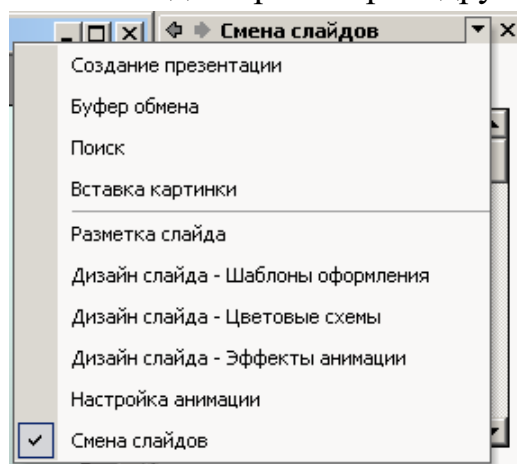 Смена слайдов
Создание презентации
Буфер обмена
Поиск
Вставка картинки
Разметка слайда
Дизайн слайда - Шаблоны оформления
Дизайн слайда - Цветовые схемы
Дизайн слайда - Эффекты анимации
Настройка анимации
Смена слайдов